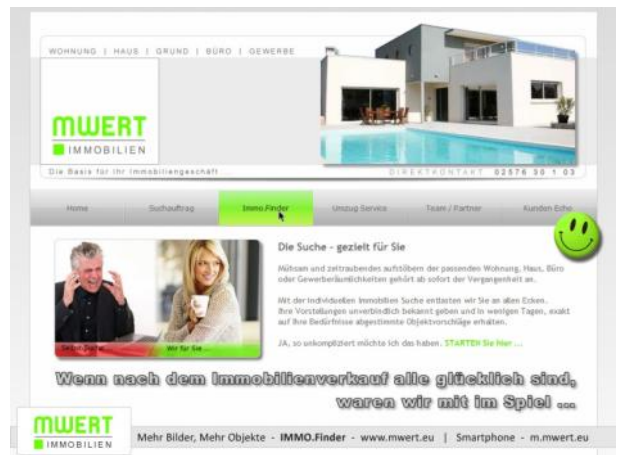 WOHNUNG | HAUS | GRUND | BÜRO | GEWERBE
MWERT
IMMOBILIEN
Die Basis für Ihr Immobiliengeschäft ...
DIREKTKONTAKT 02576 30 1 03
Home Suchauftrag Immo.Finder Umzug Service Team / Partner Kunden Echo
Die Suche - gezielt für Sie
Mühsam und zeitraubendes aufstöbern der passenden Wohnung, Haus, Büro
oder Gewerberäumlichkeiten gehört ab sofort der Vergangenheit an.
Mit der individuellen Immobilien Suche entlasten wir Sie an allen Ecken.
Ihre Vorstellungen unverbindlich bekannt geben und in wenigen Tagen, exakt
auf Ihre Bedürfnisse abgestimmte Objektvorschläge erhalten.
JA, so unkompliziert möchte ich das haben. STARTEN Sie hier ...
Selbst Suche
Wir für Sie ...
Wenn nach dem Immobilienverkauf alle glücklich sind,
waren wir mit im Spiel ...
MWERT
IMMOBILIEN
Mehr Bilder, Mehr Objekte - IMMO.Finder - www.mwert.eu | Smartphone - m.mwert.eu